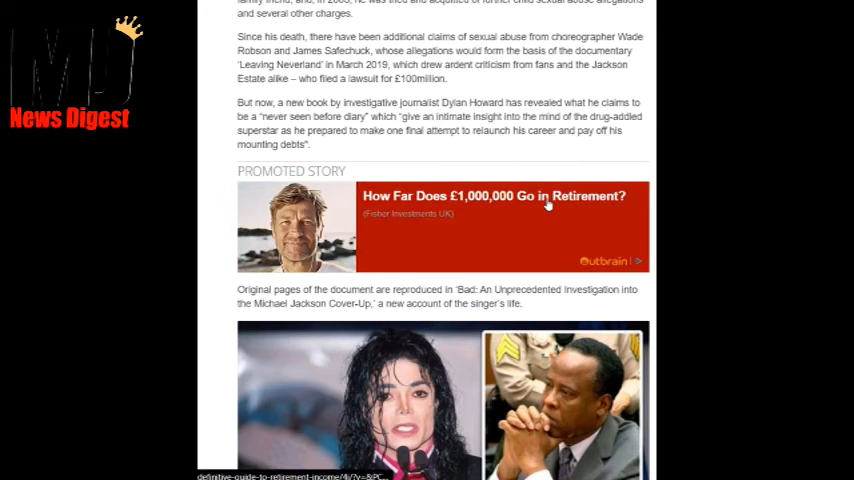 MJ
News Digest
family friend, and, in 2005, he was tried and acquitted of further child sexual abuse allegations
and several other charges.
Since his death, there have been additional claims of sexual abuse from choreographer Wade
Robson and James Safechuck, whose allegations would form the basis of the documentary
'Leaving Neverland' in March 2019, which drew ardent criticism from fans and the Jackson
Estate alike – who filed a lawsuit for £100million.
But now, a new book by investigative journalist Dylan Howard has revealed what he claims to
be a "never seen before diary" which "give an intimate insight into the mind of the drug-addled
superstar as he prepared to make one final attempt to relaunch his career and pay off his
mounting debts".
PROMOTED STORY
How Far Does £1,000,000 Go in Retirement?
(Fisher Investments UK)
Outbrain
Original pages of the document are reproduced in 'Bad: An Unprecedented Investigation into
the Michael Jackson Cover-Up,' a new account of the singer's life.
definitive-guide-to-retirement-income/4j/?v=&PC...